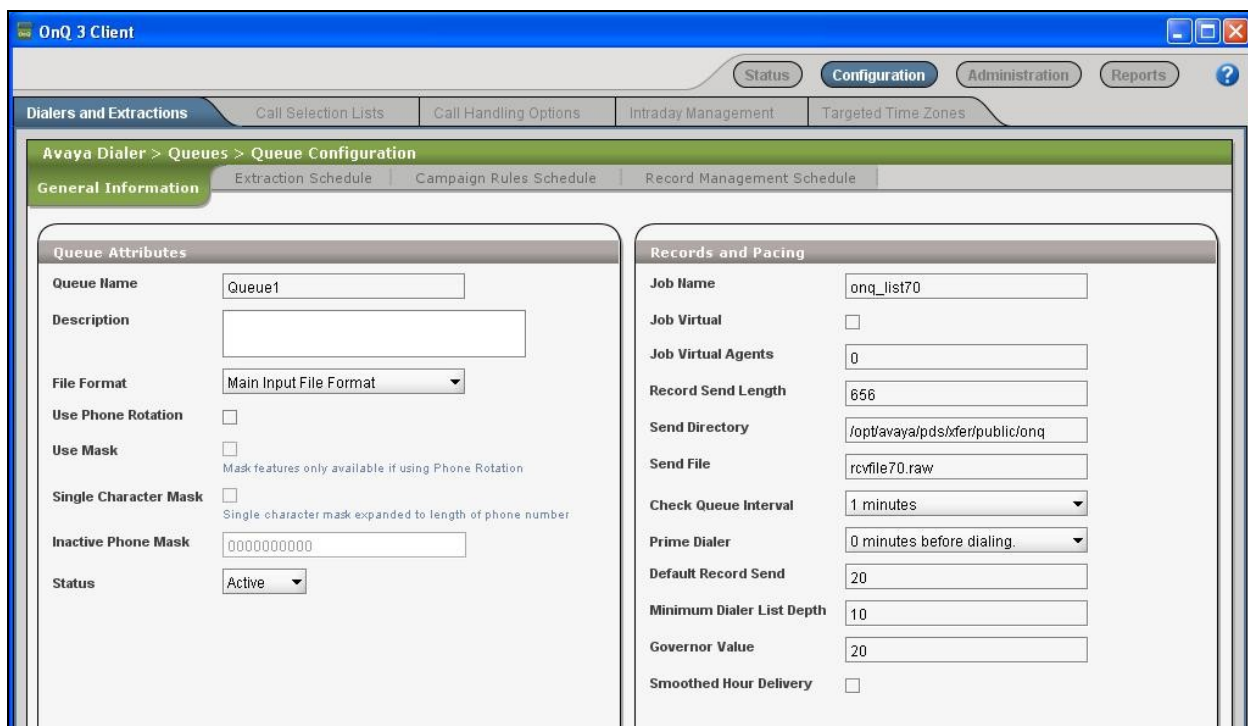 OnQ 3 Client
Status Configuration Administration Reports ?
Dialers and Extractions Call Selection Lists Call Handling Options Intraday Management Targeted Time Zones
Avaya Dialer > Queues > Queue Configuration
General Information Extraction Schedule Campaign Rules Schedule Record Management Schedule
Queue Attributes
Queue Name Queue1
Description
File Format Main Input File Format
Use Phone Rotation
Use Mask
Mask features only available if using Phone Rotation
Single Character Mask
Single character mask expanded to length of phone number
Inactive Phone Mask 0000000000
Status Active
Records and Pacing
Job Name onq_list70
Job Virtual
Job Virtual Agents 0
Record Send Length 656
Send Directory /opt/avaya/pds/xfer/public/onq
Send File rcvfile70.raw
Check Queue Interval 1 minutes
Prime Dialer 0 minutes before dialing.
Default Record Send 20
Minimum Dialer List Depth 10
Governor Value 20
Smoothed Hour Delivery